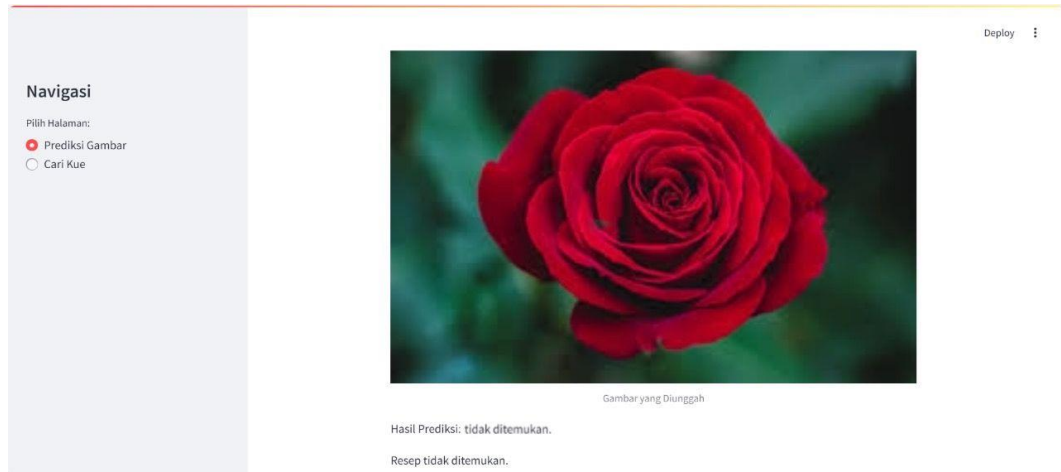 Deploy
Navigasi
Pilih Halaman:
Prediksi Gambar
Cari Kue
Gambar yang Diunggah
Hasil Prediksi: tidak ditemukan.
Resep tidak ditemukan.